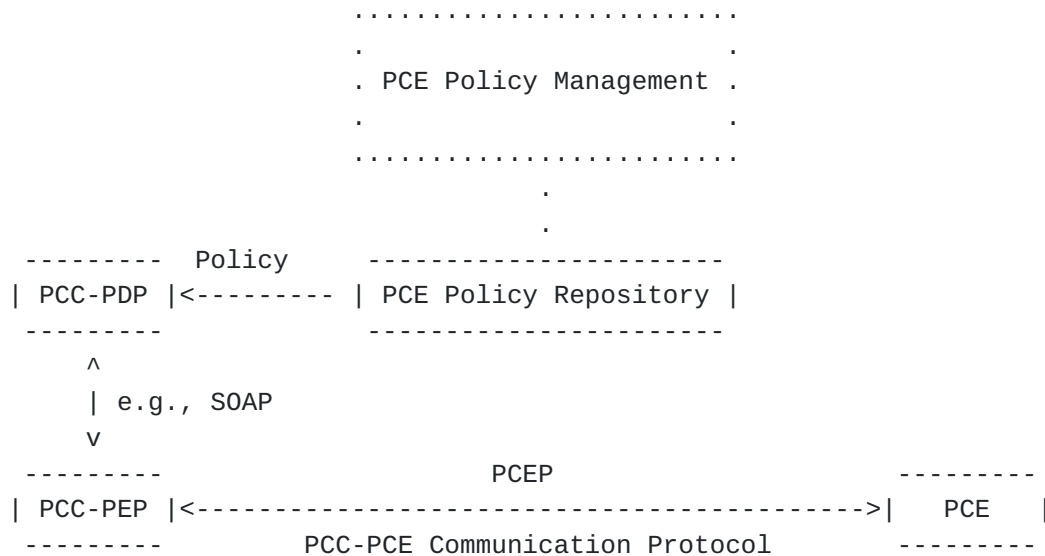 .........................
. .
. PCE Policy Management .
. .
.........................
.
.
--------- Policy -----------------------
| PCC-PDP |<--------- | PCE Policy Repository |
--------- -----------------------
^
| e.g., SOAP
v
--------- PCEP ---------
| PCC-PEP |<------------------------------------------->| PCE |
--------- PCC-PCE Communication Protocol ---------